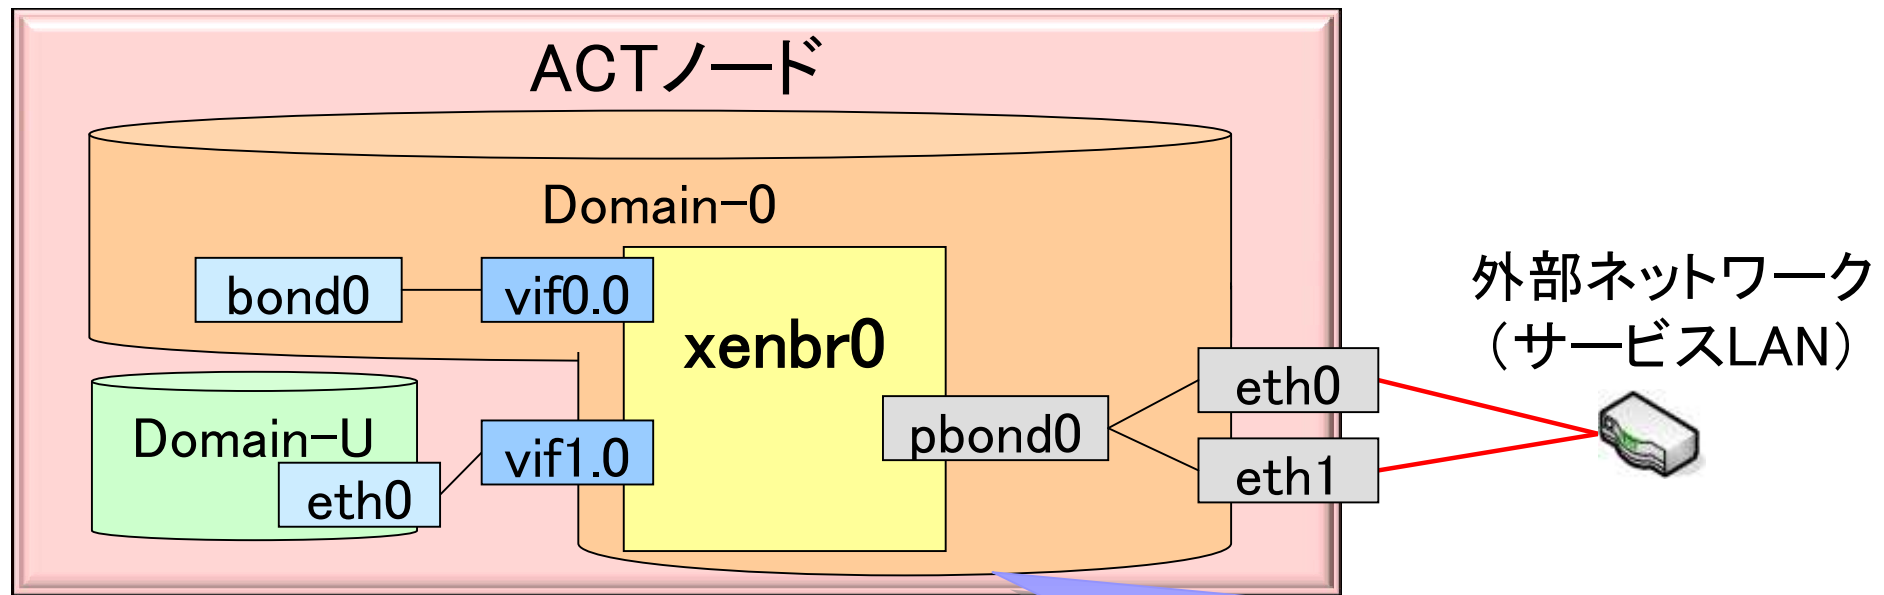 ACTノード
Domain-0
bond0
vif0.0
xenbr0
外部ネットワーク
（サービスLAN）
eth0
pbond0
Domain-U
vif1.0
eth1
eth0